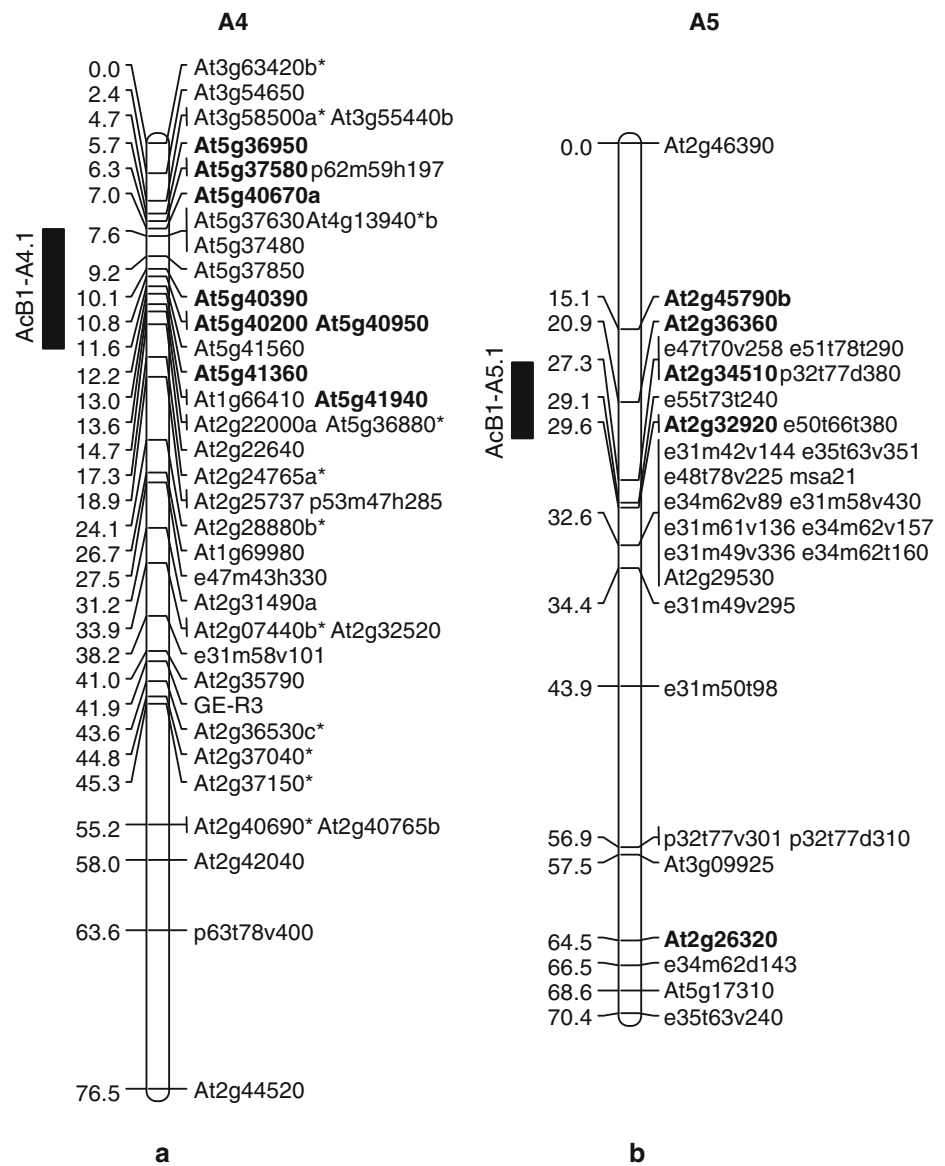 A4
0.0 At3g63420b*
2.4 At3g54650
4.7 At3g58500a* At3g55440b
5.7 At5g36950
6.3 At5g37580 p62m59h197
7.0 At5g40670a
At5g37630 At4g13940*b
7.6
At5g37480
9.2 At5g37850
10.1 At5g40390
10.8 At5g40200 At5g40950
11.6 At5g41560
12.2 At5g41360
13.0 At1g66410 At5g41940
13.6 At2g22000a At5g36880*
14.7 At2g22640
17.3 At2g24765a*
18.9 At2g25737 p53m47h285
24.1 At2g28880b*
26.7 At1g69980
27.5 e47m43h330
31.2 At2g31490a
33.9 At2g07440b* At2g32520
38.2 e31m58v101
41.0 At2g35790
41.9 GE-R3
43.6 At2g36530c*
44.8 At2g37040*
45.3 At2g37150*
55.2 At2g40690* At2g40765b
58.0 At2g42040
63.6 p63t78v400
76.5 At2g44520
AcB1-A4.1
a
A5
0.0 At2g46390
15.1 At2g45790b
20.9 At2g36360
e47t70v258 e51t78t290
27.3 At2g34510 p32t77d380
29.1 e55t73t240
29.6 At2g32920 e50t66t380
e31m42v144 e35t63v351
e48t78v225 msa21
e34m62v89 e31m58v430
32.6 e31m61v136 e34m62v157
e31m49v336 e34m62t160
At2g29530
34.4 e31m49v295
43.9 e31m50t98
56.9 p32t77v301 p32t77d310
57.5 At3g09925
64.5 At2g26320
66.5 e34m62d143
68.6 At5g17310
70.4 e35t63v240
AcB1-A5.1
b